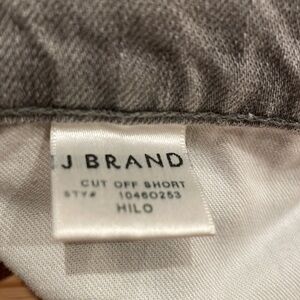 J BRAND
CUT OFF SHORT
STY# 10460253
HILO